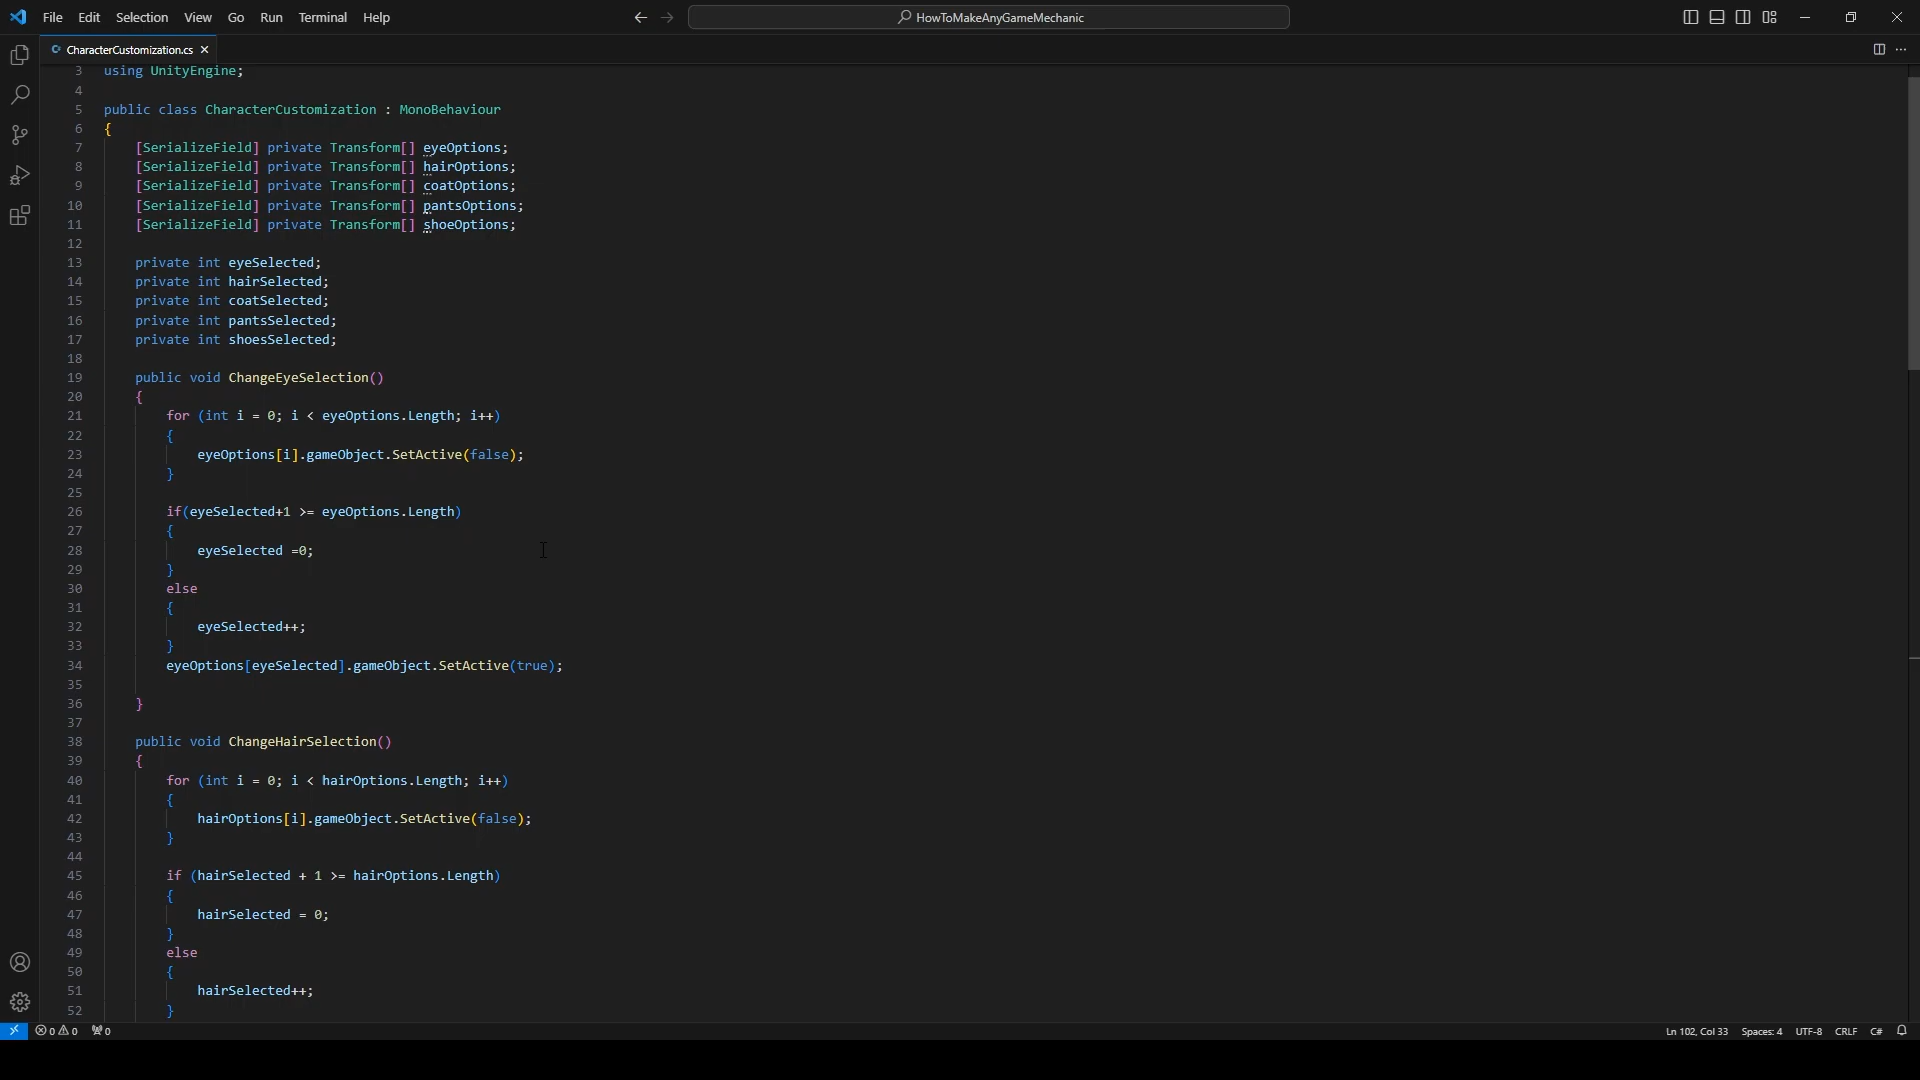 File Edit Selection View Go Run Terminal Help
HowToMakeAnyGameMechanic
CharacterCustomization.cs
3 using UnityEngine;
4
5 public class CharacterCustomization : MonoBehaviour
6 {
7 [SerializeField] private Transform[] eyeOptions;
8 [SerializeField] private Transform[] hairOptions;
9 [SerializeField] private Transform[] coatOptions;
10 [SerializeField] private Transform[] pantsOptions;
11 [SerializeField] private Transform[] shoeOptions;
12
13 private int eyeSelected;
14 private int hairSelected;
15 private int coatSelected;
16 private int pantsSelected;
17 private int shoesSelected;
18
19 public void ChangeEyeSelection()
20 {
21 for (int i = 0; i < eyeOptions.Length; i++)
22 {
23 eyeOptions[i].gameObject.SetActive(false);
24 }
25
26 if(eyeSelected+1 >= eyeOptions.Length)
27 {
28 eyeSelected =0;
29 }
30 else
31 {
32 eyeSelected++;
33 }
34 eyeOptions[eyeSelected].gameObject.SetActive(true);
35
36 }
37
38 public void ChangeHairSelection()
39 {
40 for (int i = 0; i < hairOptions.Length; i++)
41 {
42 hairOptions[i].gameObject.SetActive(false);
43 }
44
45 if (hairSelected + 1 >= hairOptions.Length)
46 {
47 hairSelected = 0;
48 }
49 else
50 {
51 hairSelected++;
52 }
0 0 0 Ln 102, Col 33 Spaces: 4 UTF-8 CRLF C#